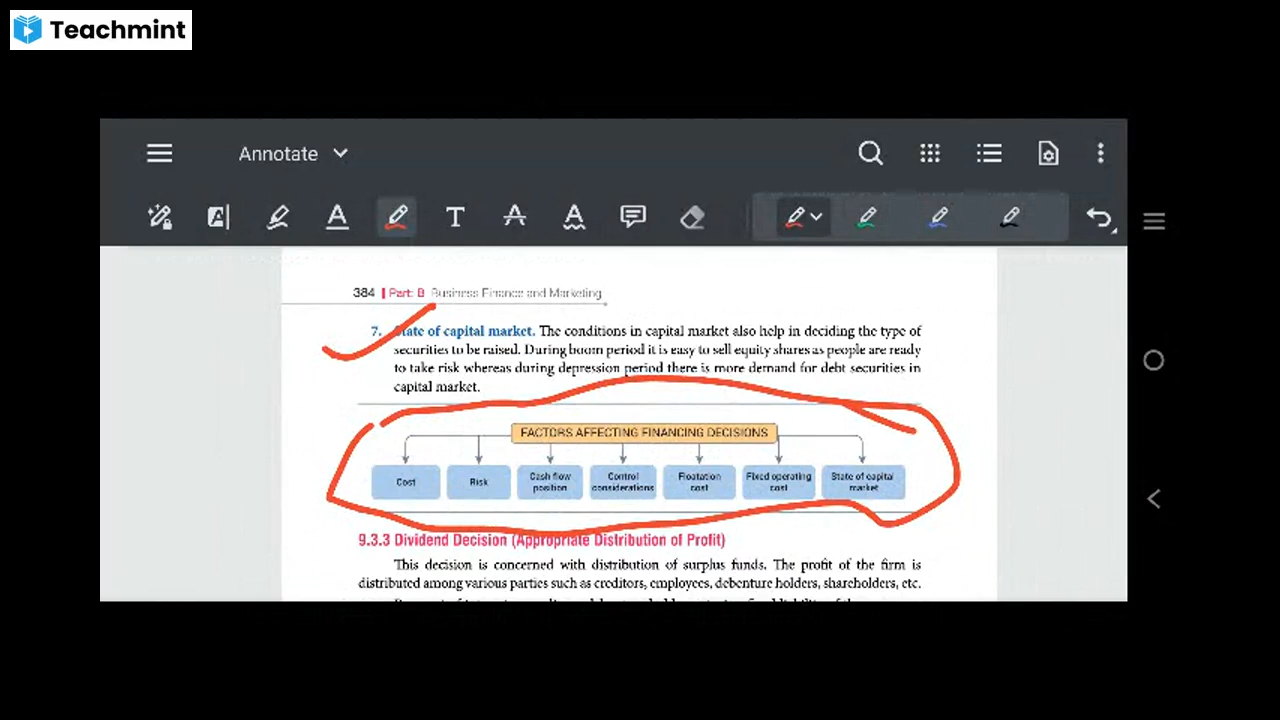 Teachmint
Annotate
384 Part: B Business Finance and Marketing
7. State of capital market. The conditions in capital market also help in deciding the type of
securities to be raised. During boom period it is easy to sell equity shares as people are ready
to take risk whereas during depression period there is more demand for debt securities in
capital market.
FACTORS AFFECTING FINANCING DECISIONS
Cost
Risk
Cash flow
position
Control
considerations
Floatation
cost
Fixed operating
cost
State of capital
market
9.3.3 Dividend Decision (Appropriate Distribution of Profit)
This decision is concerned with distribution of surplus funds. The profit of the firm is
distributed among various parties such as creditors, employees, debenture holders, shareholders, etc.